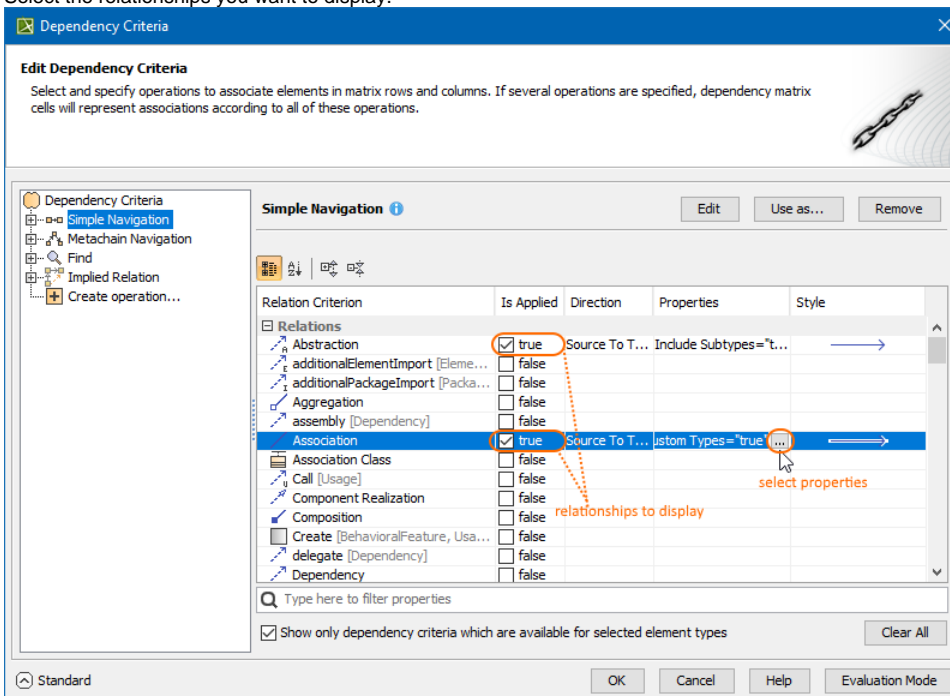 Select the relationships you want to display.
Dependency Criteria
Edit Dependency Criteria
Select and specify operations to associate elements in matrix rows and columns. If several operations are specified, dependency matrix
cells will represent associations according to all of these operations.
Dependency Criteria
Simple Navigation
Metachain Navigation
Find
Implied Relation
Create operation...
Simple Navigation
Edit
Use as...
Remove
Relation Criterion Is Applied Direction Properties Style
Relations
Abstraction true Source To T... Include Subtypes="t...
additionalElementImport [Eleme... false
additionalPackageImport [Packa... false
Aggregation false
assembly [Dependency] false
Association true Source To T... ustom Types="true" ...
Association Class false
Call [Usage] false
select properties
Component Realization false
Composition false
relationships to display
Create [BehavioralFeature, Usa... false
delegate [Dependency] false
Dependency false
Type here to filter properties
Show only dependency criteria which are available for selected element types
Clear All
Standard
OK
Cancel
Help
Evaluation Mode